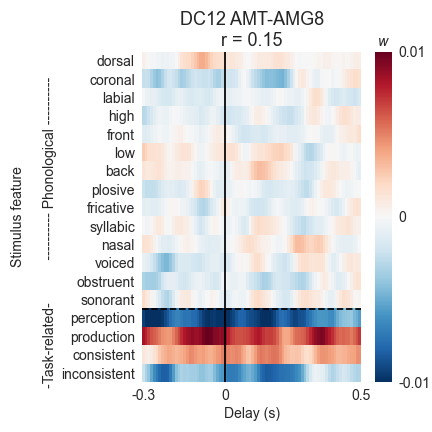 DC12 AMT-AMG8
r = 0.15
w
dorsal
coronal
labial
high
front
low
back
plosive
fricative
syllabic
nasal
voiced
obstruent
sonorant
perception
production
consistent
inconsistent
Stimulus feature
-Task-related- ----------- Phonological -----------
-0.3
0
0.5
Delay (s)
0.01
0
-0.01